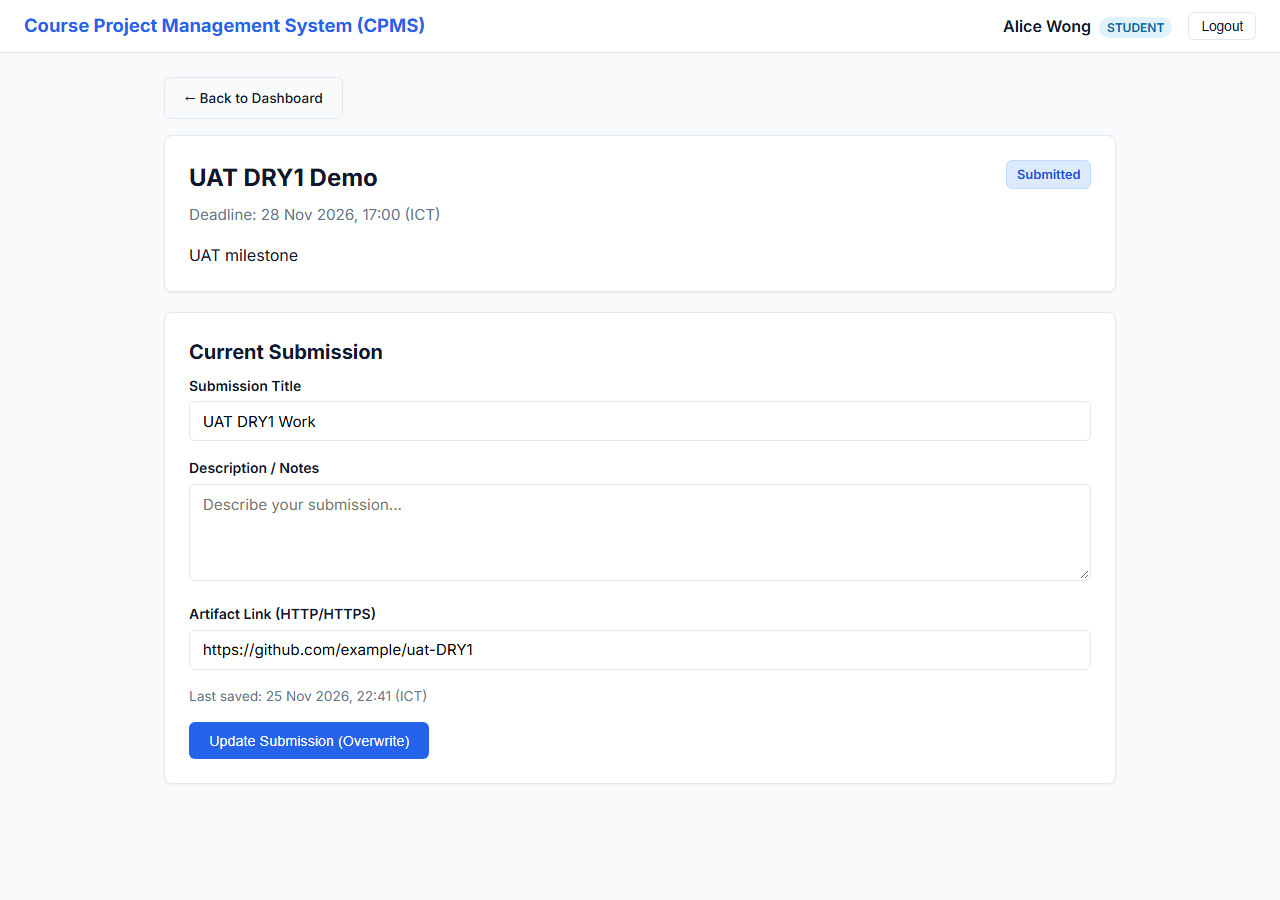 Course Project Management System (CPMS)
Alice Wong STUDENT Logout
← Back to Dashboard
UAT DRY1 Demo
Submitted
Deadline: 28 Nov 2026, 17:00 (ICT)
UAT milestone
Current Submission
Submission Title
UAT DRY1 Work
Description / Notes
Describe your submission...
Artifact Link (HTTP/HTTPS)
https://github.com/example/uat-DRY1
Last saved: 25 Nov 2026, 22:41 (ICT)
Update Submission (Overwrite)